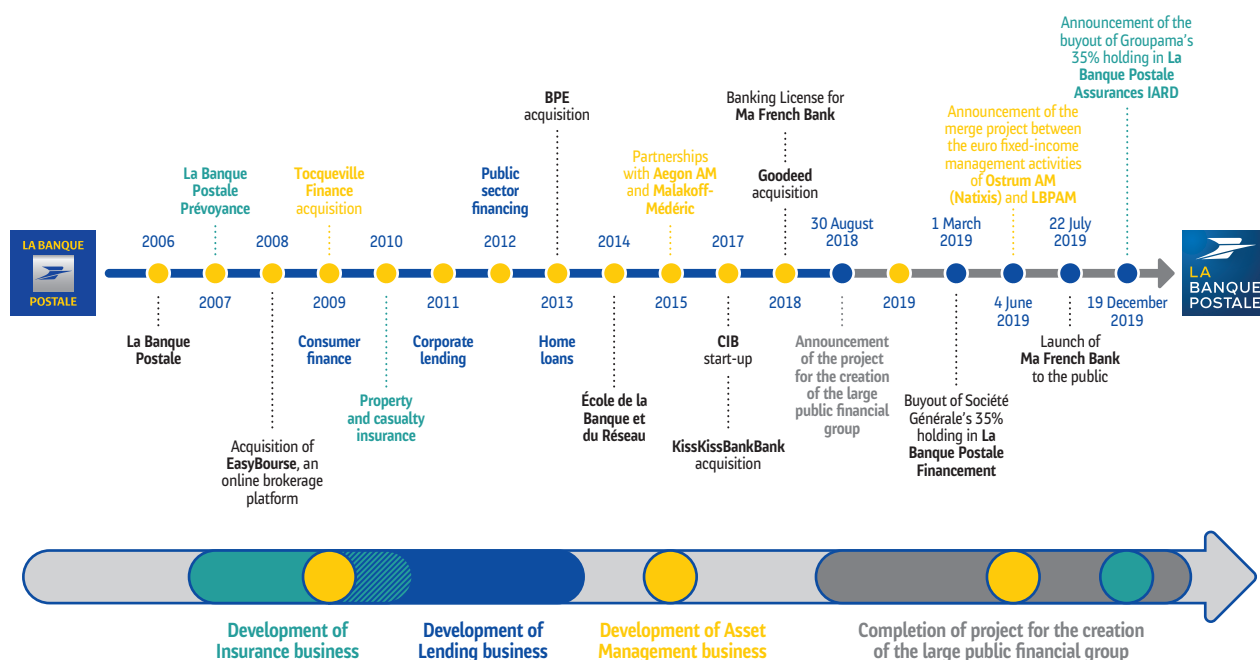 Announcement of the
buyout of Groupama's
35% holding in La
Banque Postale
Assurances IARD
BPE
acquisition
Banking License for
Ma French Bank
Announcement of the
merge project between
the euro fixed-income
management activities
of Ostrum AM
(Natixis) and LBPAM
La Banque
Postale
Prévoyance
Tocqueville
Finance
acquisition
Public
sector
financing
Partnerships
with Aegon AM
and Malakoff-
Médéric
Goodeed
acquisition
LA BANQUE
POSTALE
2006
2008
2010
2012
2014
2017
30 August
2018
1 March
2019
22 July
2019
LA
BANQUE
POSTALE
2007
2009
2011
2013
2015
2018
2019
4 June
2019
19 December
2019
La Banque
Postale
Consumer
finance
Corporate
lending
Home
loans
CIB
start-up
Announcement
of the project
for the creation
of the large
public financial
group
Launch of
Ma French Bank
to the public
Property
and casualty
insurance
École de la
Banque et
du Réseau
Buyout of Société
Générale's 35%
holding in La
Banque Postale
Financement
Acquisition of
EasyBourse, an
online brokerage
platform
KissKissBankBank
acquisition
Development of
Insurance business
Development of
Lending business
Development of Asset
Management business
Completion of project for the creation
of the large public financial group